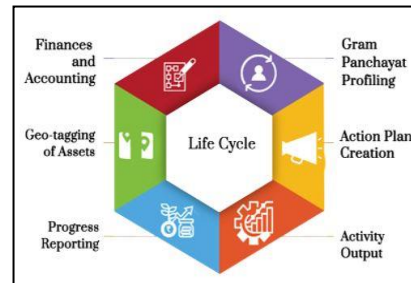 Finances
and
Accounting
Gram
Panchayat
Profiling
Geo-tagging
of Assets
Life Cycle
Action Plan
Creation
Progress
Reporting
Activity
Output